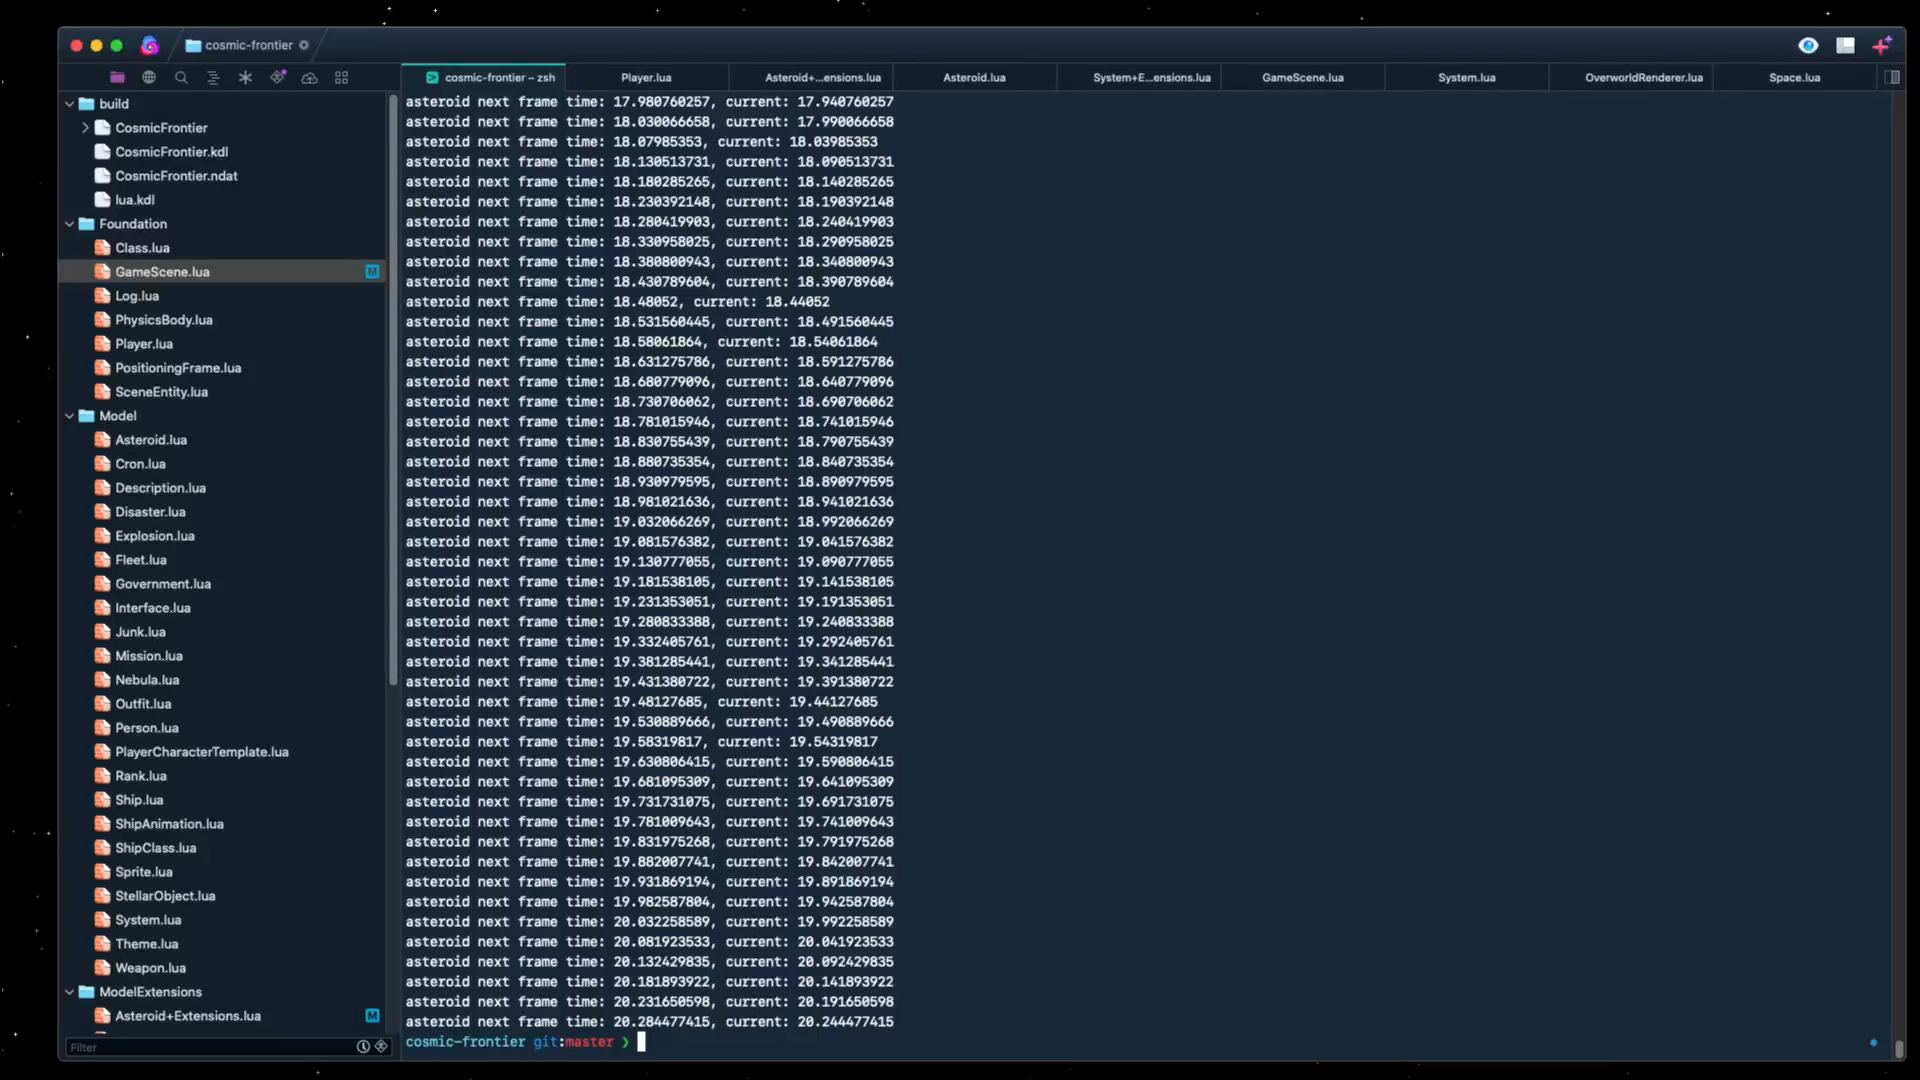 cosmic-frontier
cosmic-frontier – zsh
Player.lua
Asteroid+...ensions.lua
Asteroid.lua
System+E...ensions.lua
GameScene.lua
System.lua
OverworldRenderer.lua
Space.lua
build
CosmicFrontier
CosmicFrontier.kdl
CosmicFrontier.ndat
lua.kdl
Foundation
Class.lua
GameScene.lua M
Log.lua
PhysicsBody.lua
Player.lua
PositioningFrame.lua
SceneEntity.lua
Model
Asteroid.lua
Cron.lua
Description.lua
Disaster.lua
Explosion.lua
Fleet.lua
Government.lua
Interface.lua
Junk.lua
Mission.lua
Nebula.lua
Outfit.lua
Person.lua
PlayerCharacterTemplate.lua
Rank.lua
Ship.lua
ShipAnimation.lua
ShipClass.lua
Sprite.lua
StellarObject.lua
System.lua
Theme.lua
Weapon.lua
ModelExtensions
Asteroid+Extensions.lua M
Filter
asteroid next frame time: 17.980760257, current: 17.940760257
asteroid next frame time: 18.030066658, current: 17.990066658
asteroid next frame time: 18.07985353, current: 18.03985353
asteroid next frame time: 18.130513731, current: 18.090513731
asteroid next frame time: 18.180285265, current: 18.140285265
asteroid next frame time: 18.230392148, current: 18.190392148
asteroid next frame time: 18.280419903, current: 18.240419903
asteroid next frame time: 18.330958025, current: 18.290958025
asteroid next frame time: 18.380800943, current: 18.340800943
asteroid next frame time: 18.430789604, current: 18.390789604
asteroid next frame time: 18.48052, current: 18.44052
asteroid next frame time: 18.531560445, current: 18.491560445
asteroid next frame time: 18.58061864, current: 18.54061864
asteroid next frame time: 18.631275786, current: 18.591275786
asteroid next frame time: 18.680779096, current: 18.640779096
asteroid next frame time: 18.730706062, current: 18.690706062
asteroid next frame time: 18.781015946, current: 18.741015946
asteroid next frame time: 18.830755439, current: 18.790755439
asteroid next frame time: 18.880735354, current: 18.840735354
asteroid next frame time: 18.930979595, current: 18.890979595
asteroid next frame time: 18.981021636, current: 18.941021636
asteroid next frame time: 19.032066269, current: 18.992066269
asteroid next frame time: 19.081576382, current: 19.041576382
asteroid next frame time: 19.130777055, current: 19.090777055
asteroid next frame time: 19.181538105, current: 19.141538105
asteroid next frame time: 19.231353051, current: 19.191353051
asteroid next frame time: 19.280833388, current: 19.240833388
asteroid next frame time: 19.332405761, current: 19.292405761
asteroid next frame time: 19.381285441, current: 19.341285441
asteroid next frame time: 19.431380722, current: 19.391380722
asteroid next frame time: 19.48127685, current: 19.44127685
asteroid next frame time: 19.530889666, current: 19.490889666
asteroid next frame time: 19.58319817, current: 19.54319817
asteroid next frame time: 19.630806415, current: 19.590806415
asteroid next frame time: 19.681095309, current: 19.641095309
asteroid next frame time: 19.731731075, current: 19.691731075
asteroid next frame time: 19.781009643, current: 19.741009643
asteroid next frame time: 19.831975268, current: 19.791975268
asteroid next frame time: 19.882007741, current: 19.842007741
asteroid next frame time: 19.931869194, current: 19.891869194
asteroid next frame time: 19.982587804, current: 19.942587804
asteroid next frame time: 20.032258589, current: 19.992258589
asteroid next frame time: 20.081923533, current: 20.041923533
asteroid next frame time: 20.132429835, current: 20.092429835
asteroid next frame time: 20.181893922, current: 20.141893922
asteroid next frame time: 20.231650598, current: 20.191650598
asteroid next frame time: 20.284477415, current: 20.244477415
cosmic-frontier git:master ❯